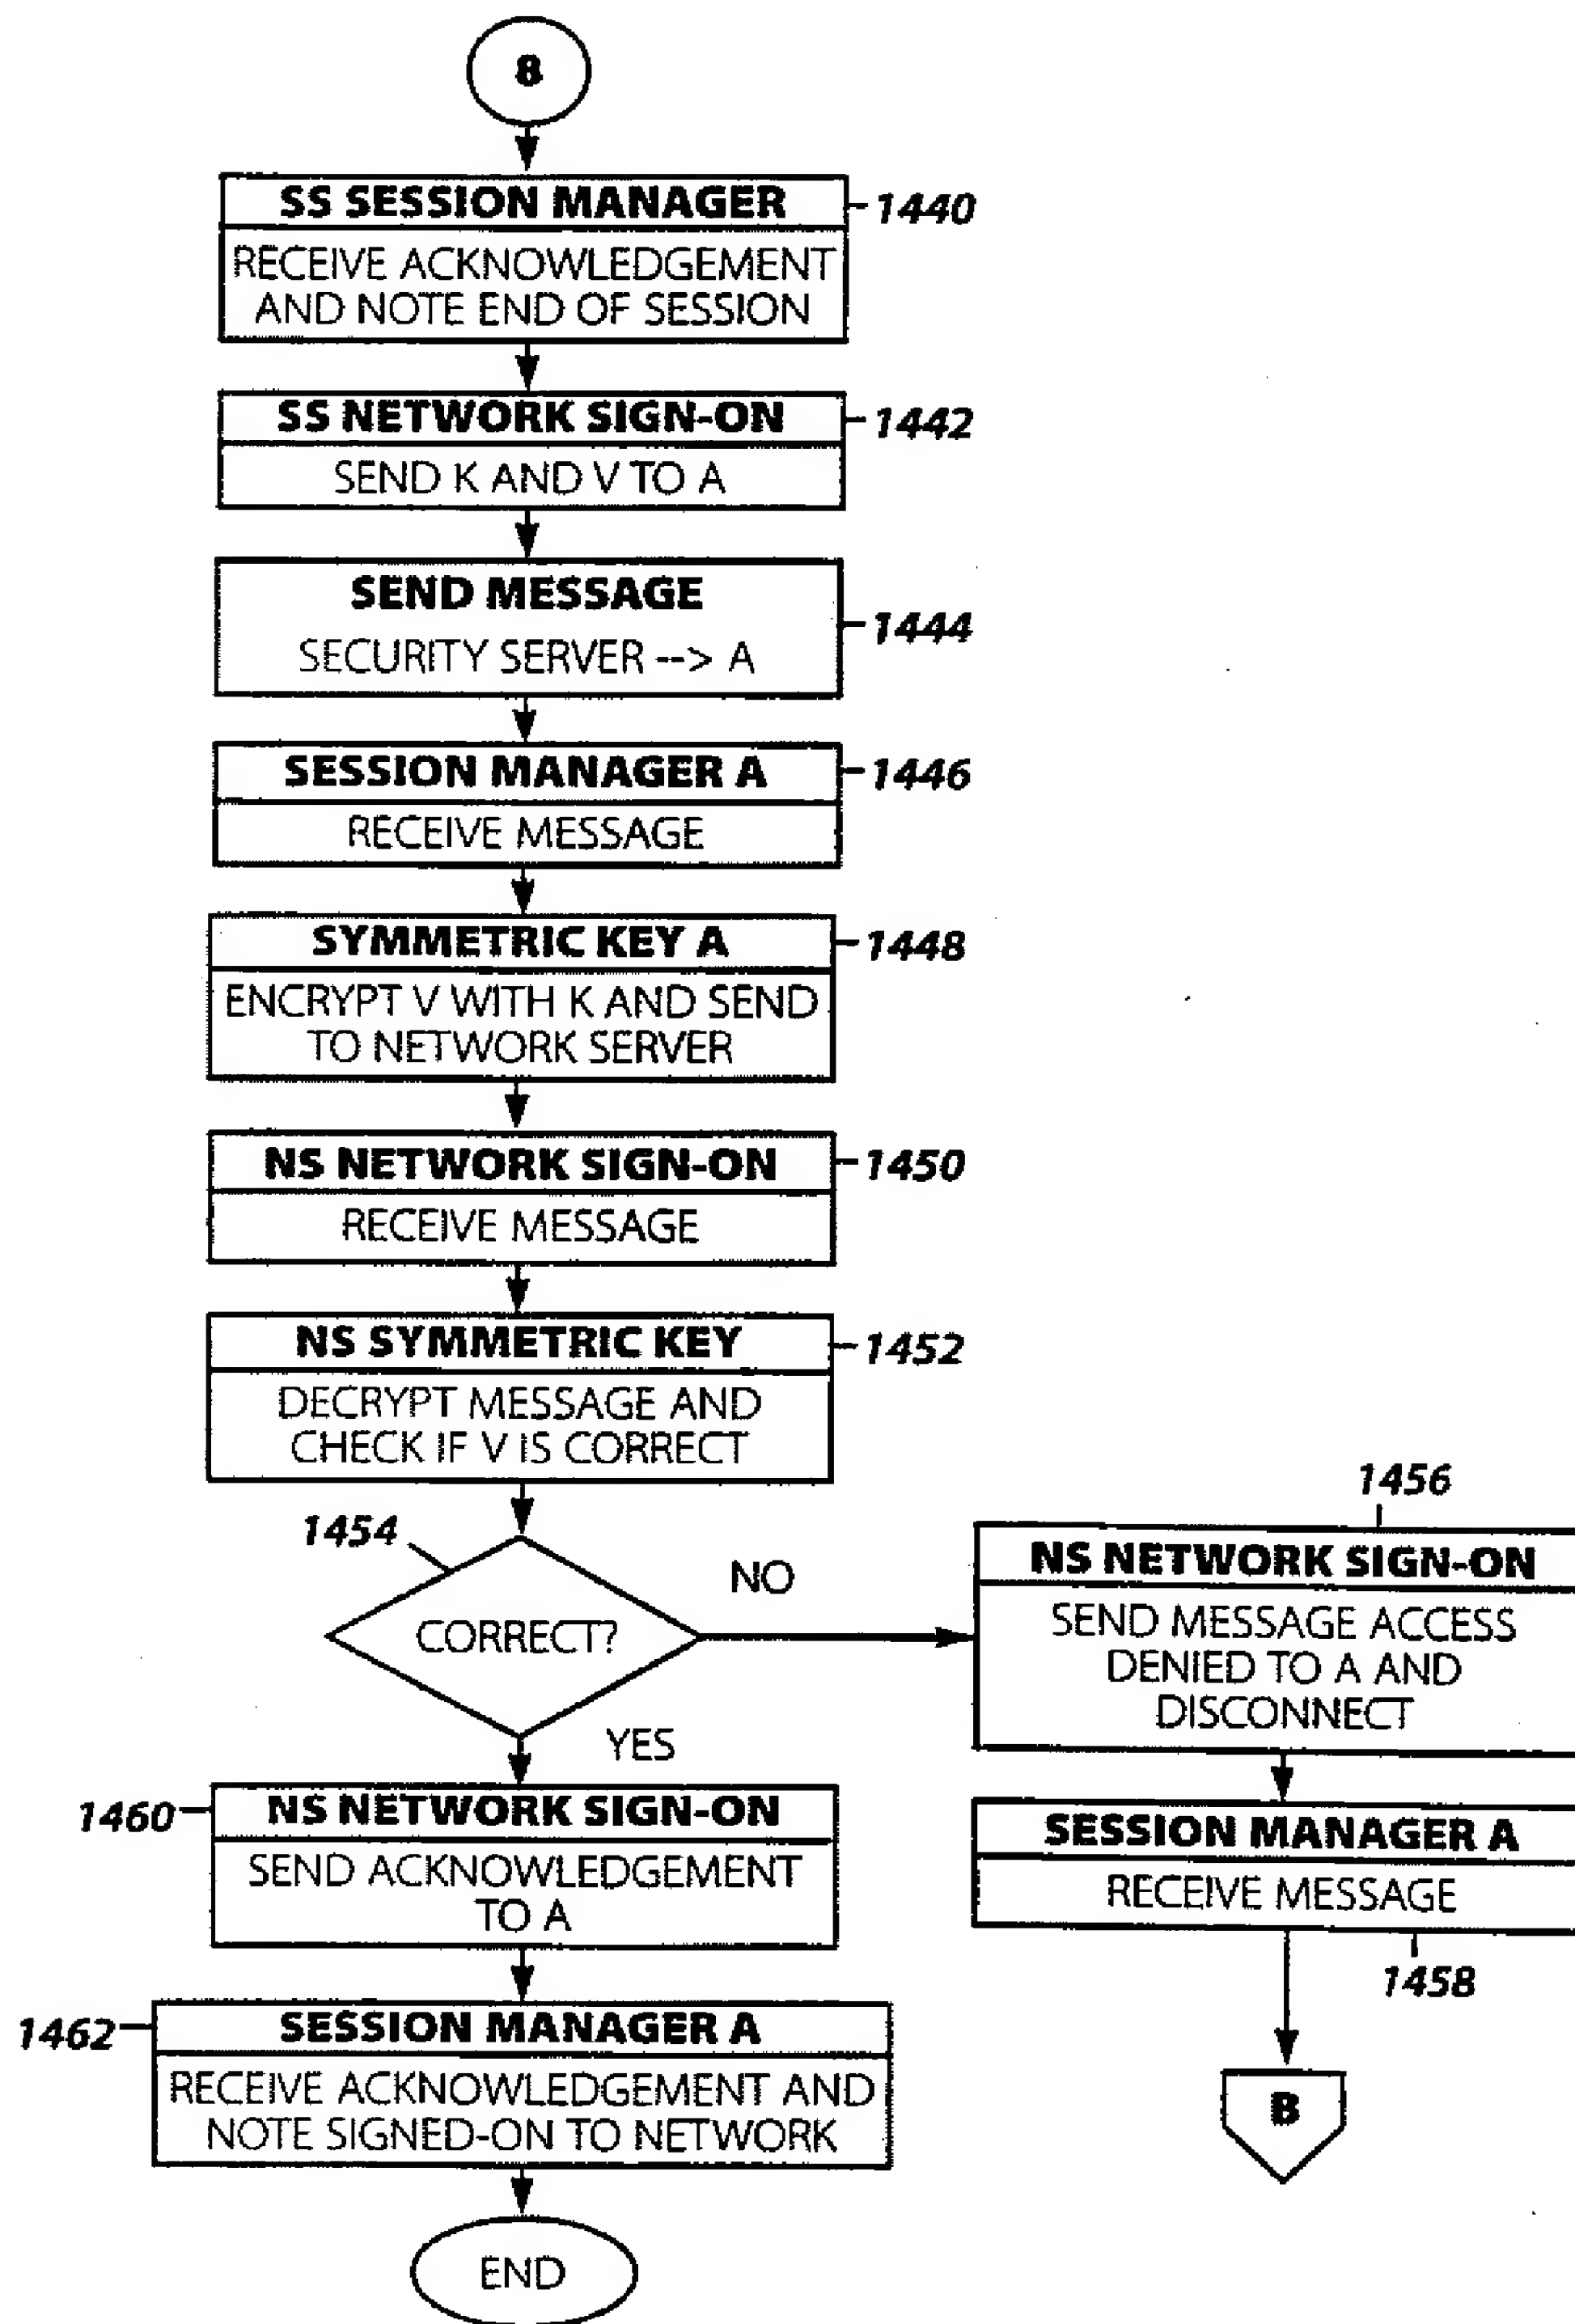 8
SS SESSION MANAGER
1440
RECEIVE ACKNOWLEDGEMENT
AND NOTE END OF SESSION
SS NETWORK SIGN-ON
1442
SEND K AND V TO A
SEND MESSAGE
1444
SECURITY SERVER --> A
SESSION MANAGER A
1446
RECEIVE MESSAGE
SYMMETRIC KEY A
1448
ENCRYPT V WITH K AND SEND
TO NETWORK SERVER
NS NETWORK SIGN-ON
1450
RECEIVE MESSAGE
NS SYMMETRIC KEY
1452
DECRYPT MESSAGE AND
CHECK IF V IS CORRECT
1454
CORRECT?
NO
YES
1456
NS NETWORK SIGN-ON
SEND MESSAGE ACCESS
DENIED TO A AND
DISCONNECT
SESSION MANAGER A
RECEIVE MESSAGE
1458
B
1460
NS NETWORK SIGN-ON
SEND ACKNOWLEDGEMENT
TO A
1462
SESSION MANAGER A
RECEIVE ACKNOWLEDGEMENT AND
NOTE SIGNED-ON TO NETWORK
END